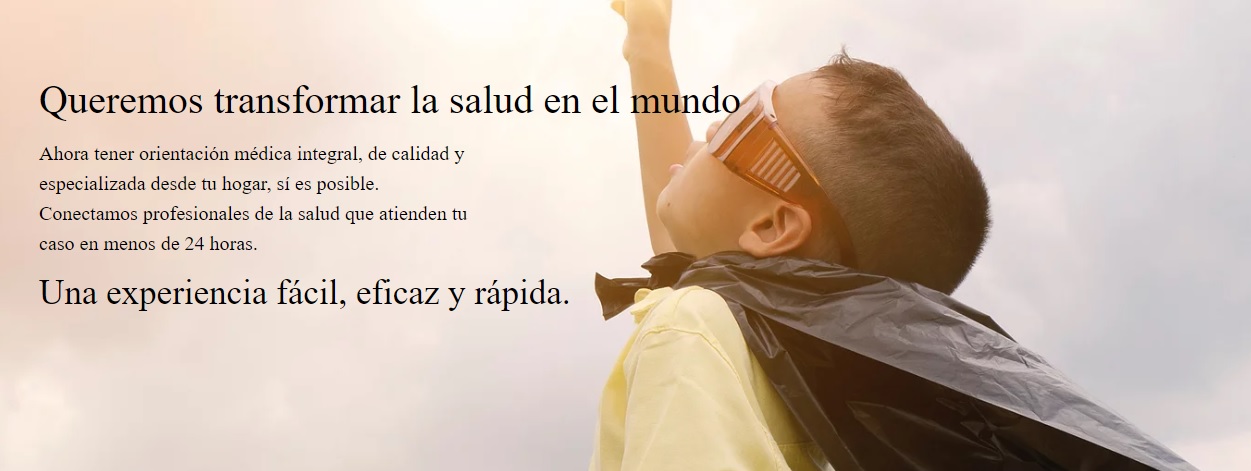 Queremos transformar la salud en el mundo
Ahora tener orientación médica integral, de calidad y
especializada desde tu hogar, sí es posible.
Conectamos profesionales de la salud que atienden tu
caso en menos de 24 horas.
Una experiencia fácil, eficaz y rápida.